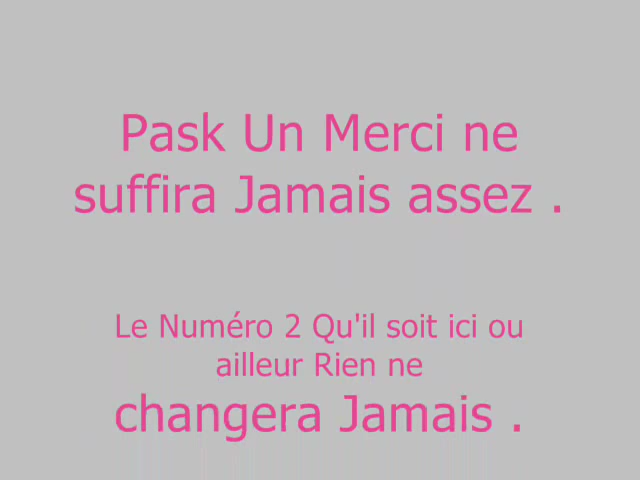 Pask Un Merci ne
suffira Jamais assez .
Le Numéro 2 Qu'il soit ici ou
ailleur Rien ne
changera Jamais .